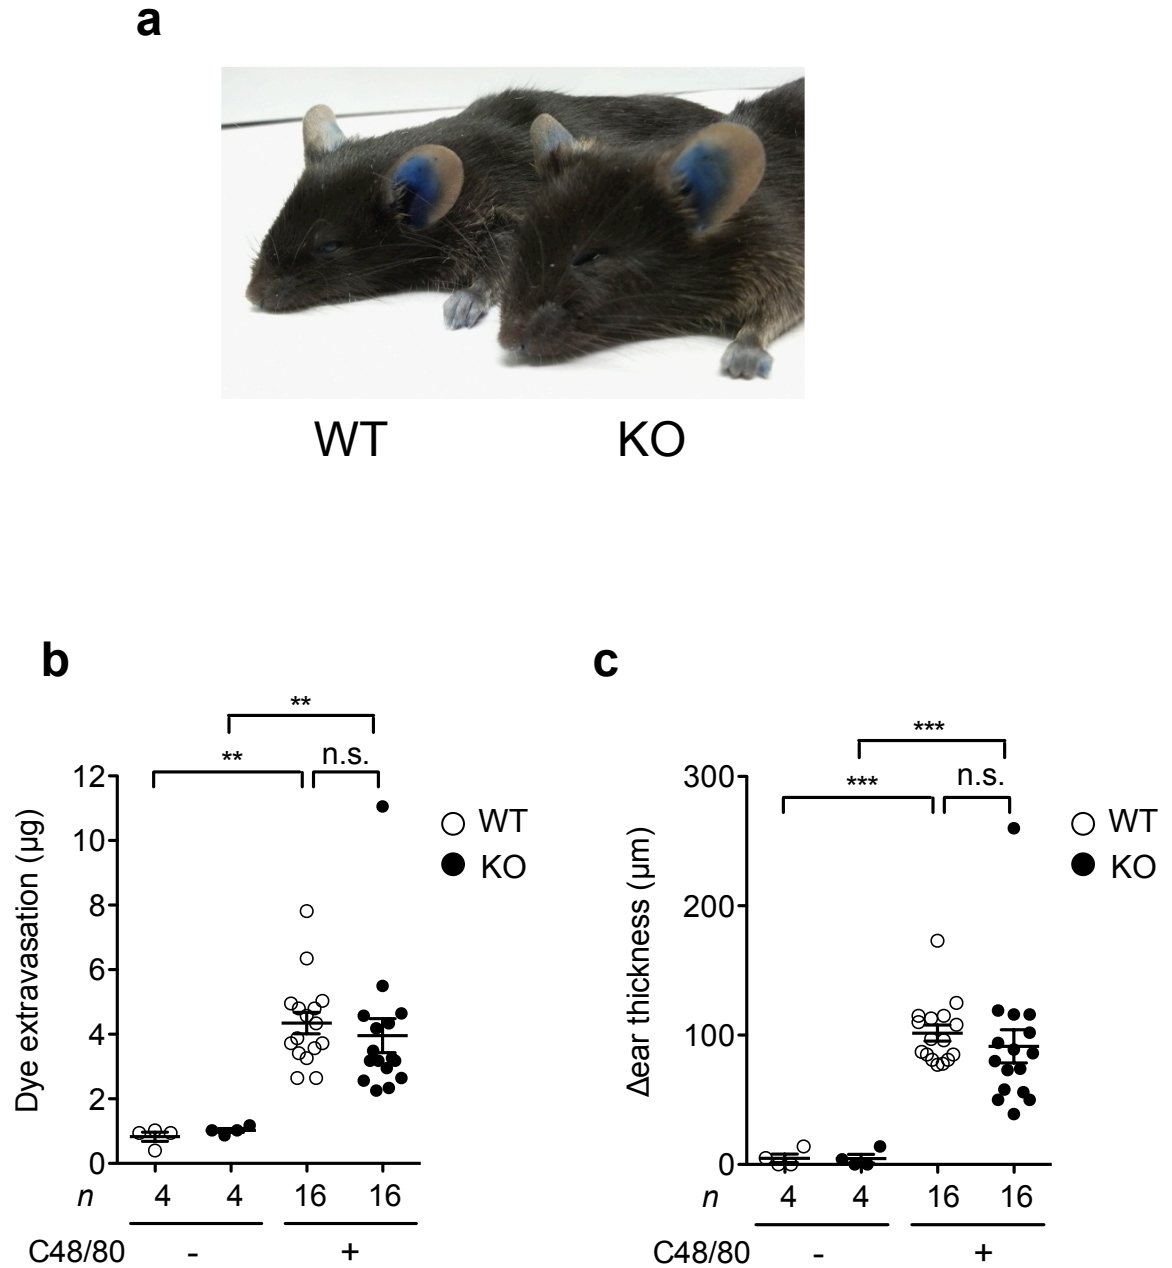 a
WT KO
b
**
**
n.s.
Dye extravasation (µg)
12
10
8
6
4
2
0
WT
KO
n 4 4 16 16
C48/80 - +
c
***
***
n.s.
Δear thickness (µm)
300
200
100
0
WT
KO
n 4 4 16 16
C48/80 - +